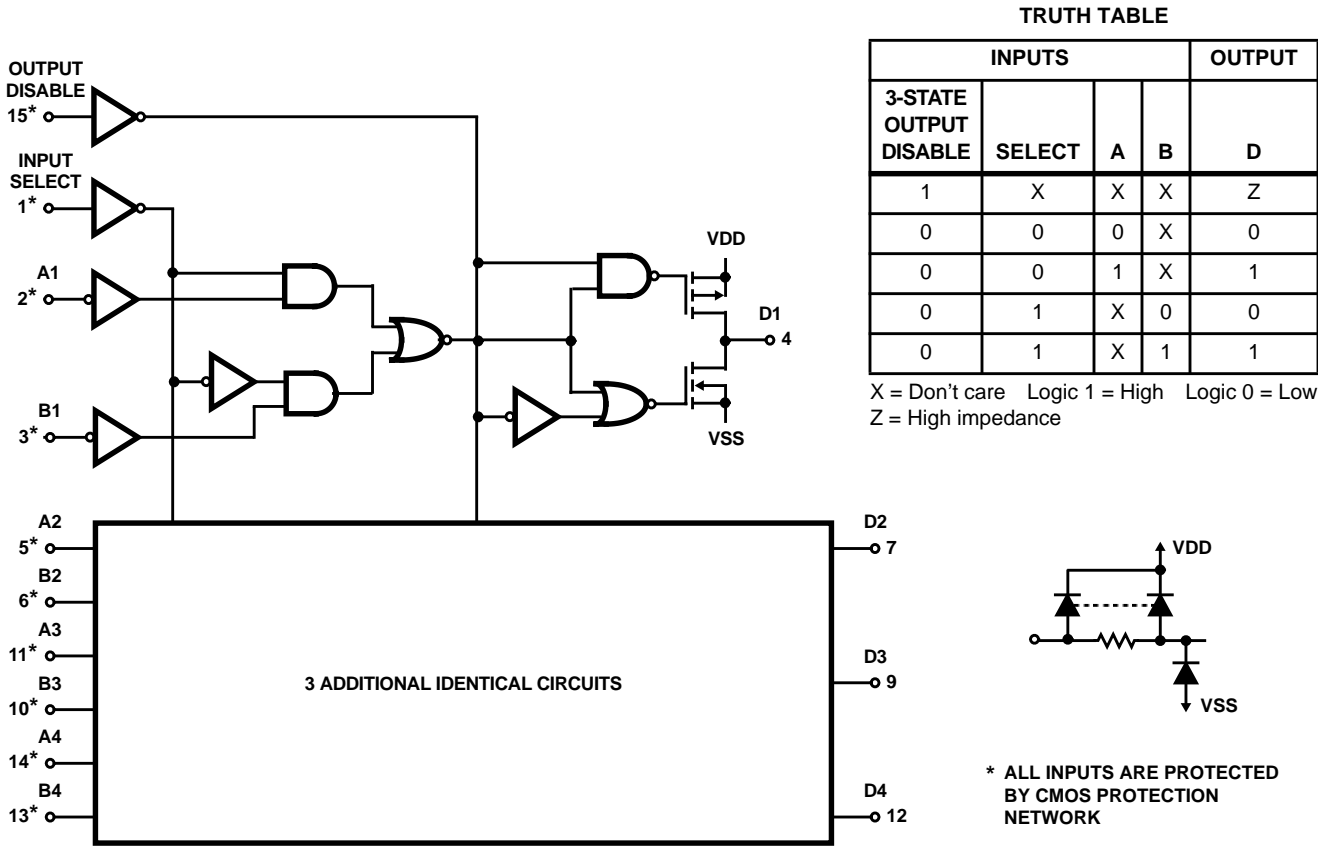 OUTPUT
DISABLE
15*
INPUT
SELECT
1*
A1
2*
B1
3*
VDD
D1
4
VSS
A2
5*
B2
6*
A3
11*
B3
10*
A4
14*
B4
13*
3 ADDITIONAL IDENTICAL CIRCUITS
D2
7
D3
9
D4
12
TRUTH TABLE
INPUTS OUTPUT
3-STATE
OUTPUT
DISABLE SELECT A B D
1 X X X Z
0 0 0 X 0
0 0 1 X 1
0 1 X 0 0
0 1 X 1 1
X = Don't care Logic 1 = High Logic 0 = Low
Z = High impedance
VDD
VSS
* ALL INPUTS ARE PROTECTED
BY CMOS PROTECTION
NETWORK